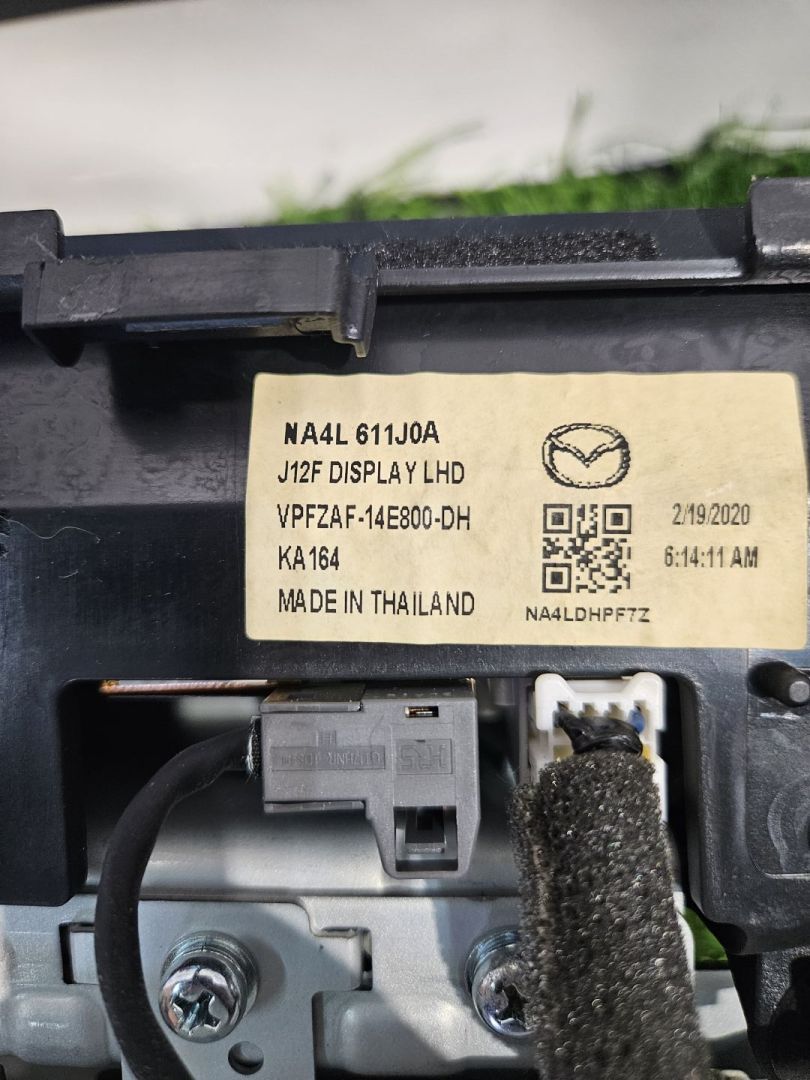 NA4L 611J0A
J12F DISPLAY LHD
VPFZAF-14E800-DH
KA164
MADE IN THAILAND
2/19/2020
6:14:11 AM
NA4LDHPF7Z
HRS